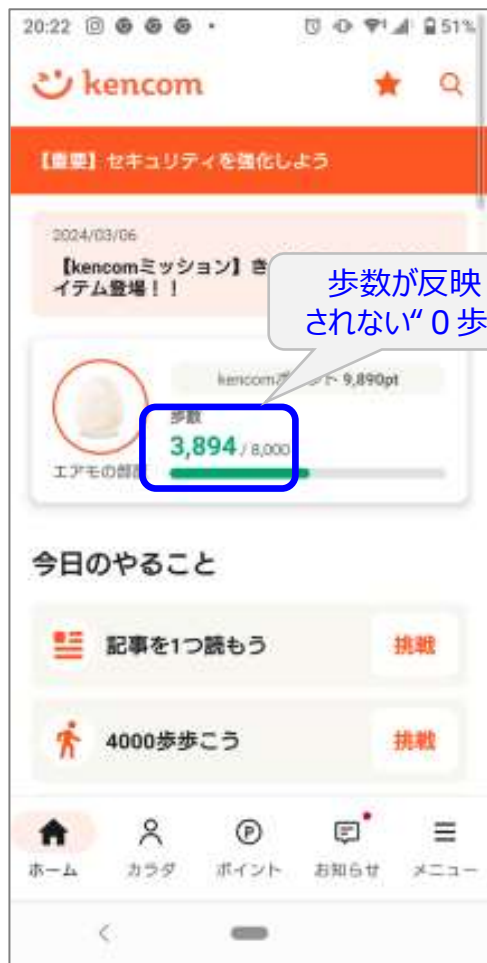 20:22
51%
kencom
【重要】セキュリティを強化しよう
2024/03/06
【kencomミッション】き
イテム登場！！
歩数が反映
されない“０歩
kencomポ
9,890pt
歩数
3,894 / 8,000
エアモの部
今日のやること
記事を1つ読もう
挑戦
4000歩歩こう
挑戦
ホーム
カラダ
ポイント
お知らせ
メニュー